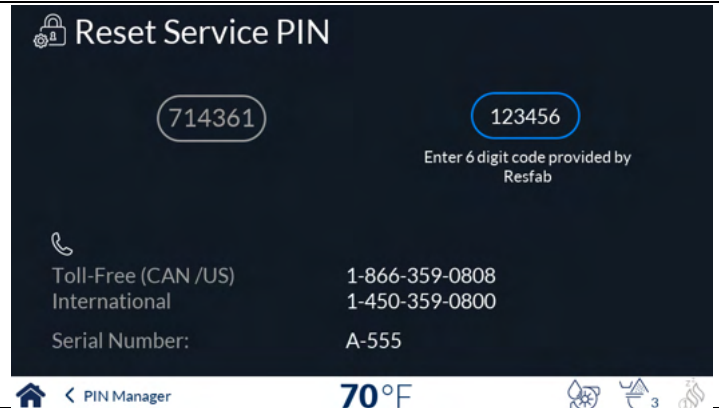 Reset Service PIN
714361
123456
Enter 6 digit code provided by
Resfab
Toll-Free (CAN /US) 1-866-359-0808
International 1-450-359-0800
Serial Number: A-555
PIN Manager 70°F 3